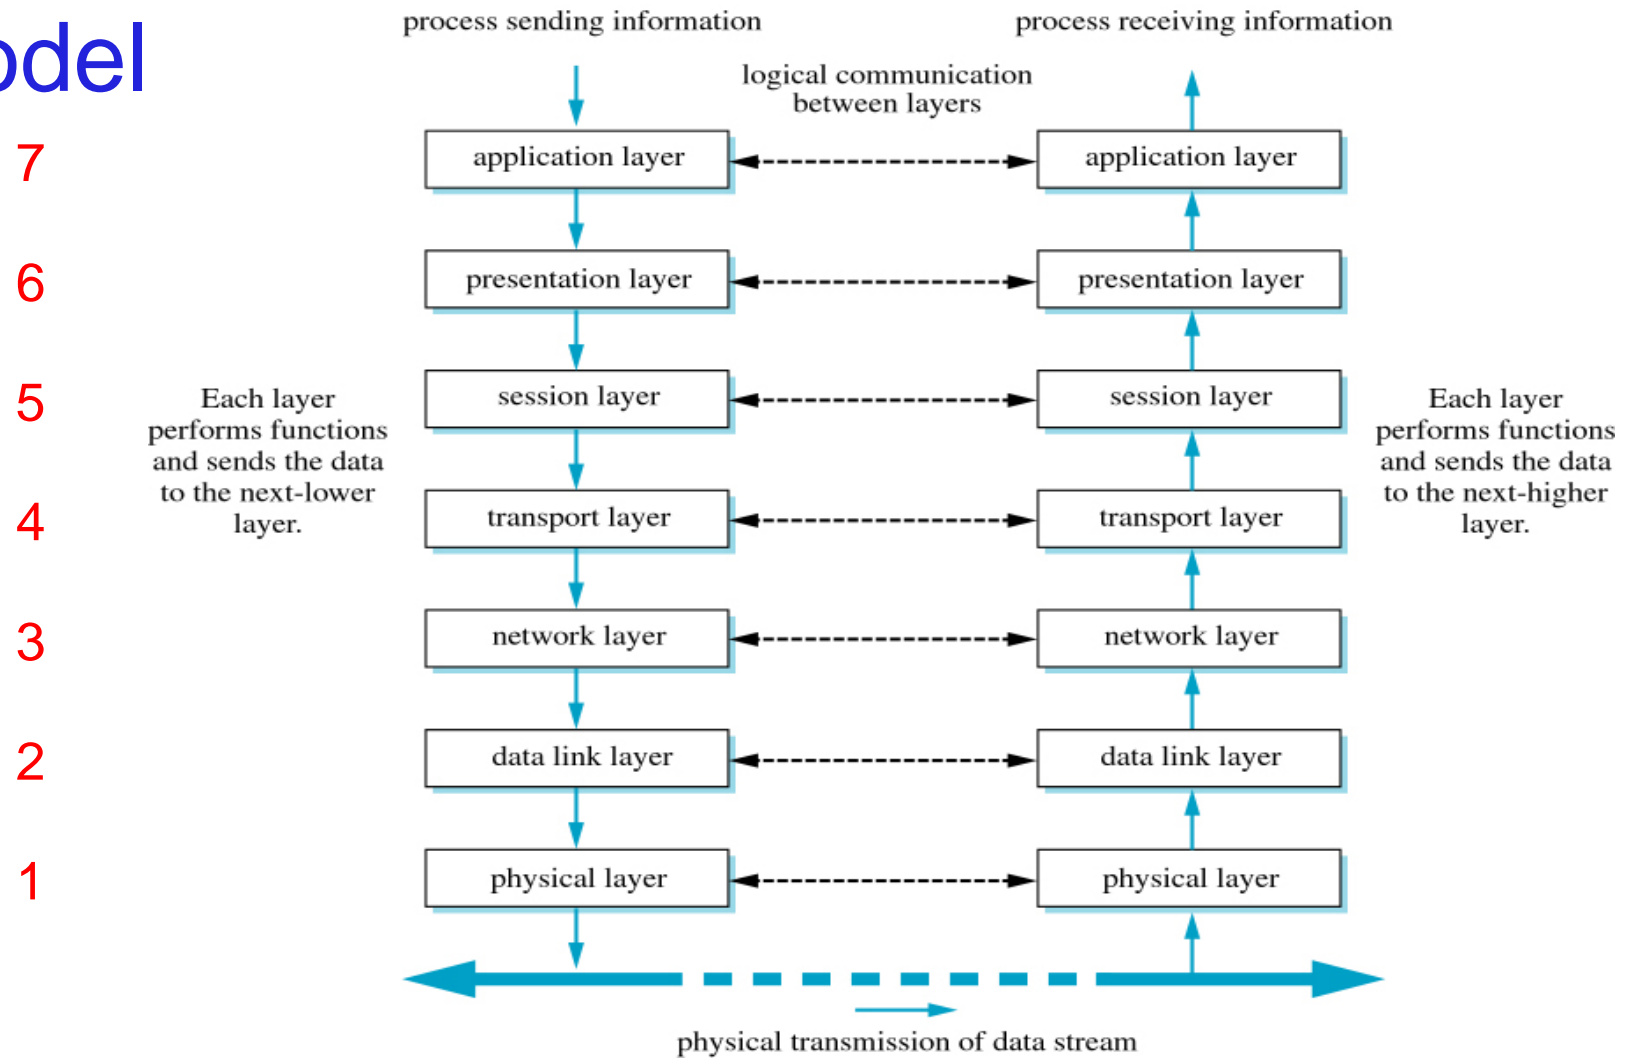 odel
process sending information
process receiving information
logical communication
between layers
7
application layer
application layer
6
presentation layer
presentation layer
5
session layer
session layer
Each layer
performs functions
and sends the data
to the next-lower
layer.
Each layer
performs functions
and sends the data
to the next-higher
layer.
4
transport layer
transport layer
3
network layer
network layer
2
data link layer
data link layer
1
physical layer
physical layer
physical transmission of data stream